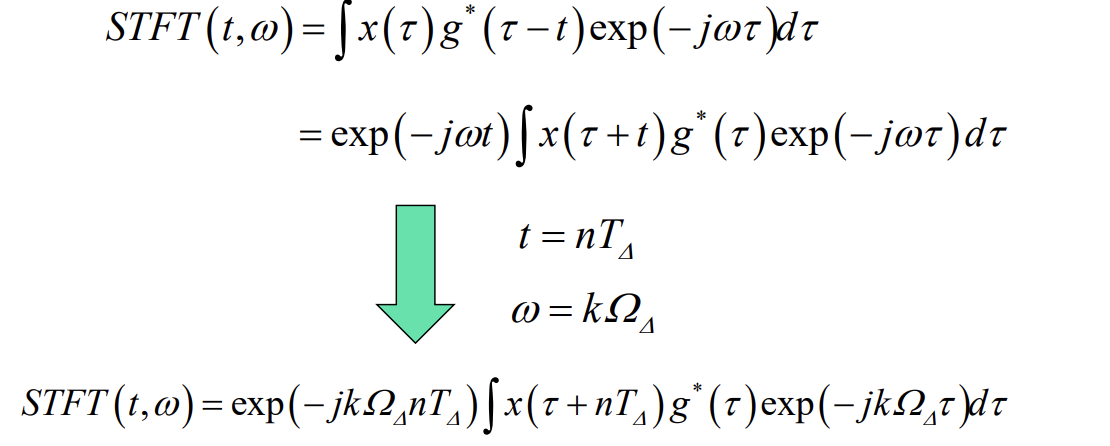 STFT(t,ω)=∫x(τ)g*(τ−t)exp(−jωτ)dτ
=exp(−jωt)∫x(τ+t)g*(τ)exp(−jωτ)dτ
t=nT_Δ
ω=kΩ_Δ
STFT(t,ω)=exp(−jkΩ_ΔnT_Δ)∫x(τ+nT_Δ)g*(τ)exp(−jkΩ_Δτ)dτ